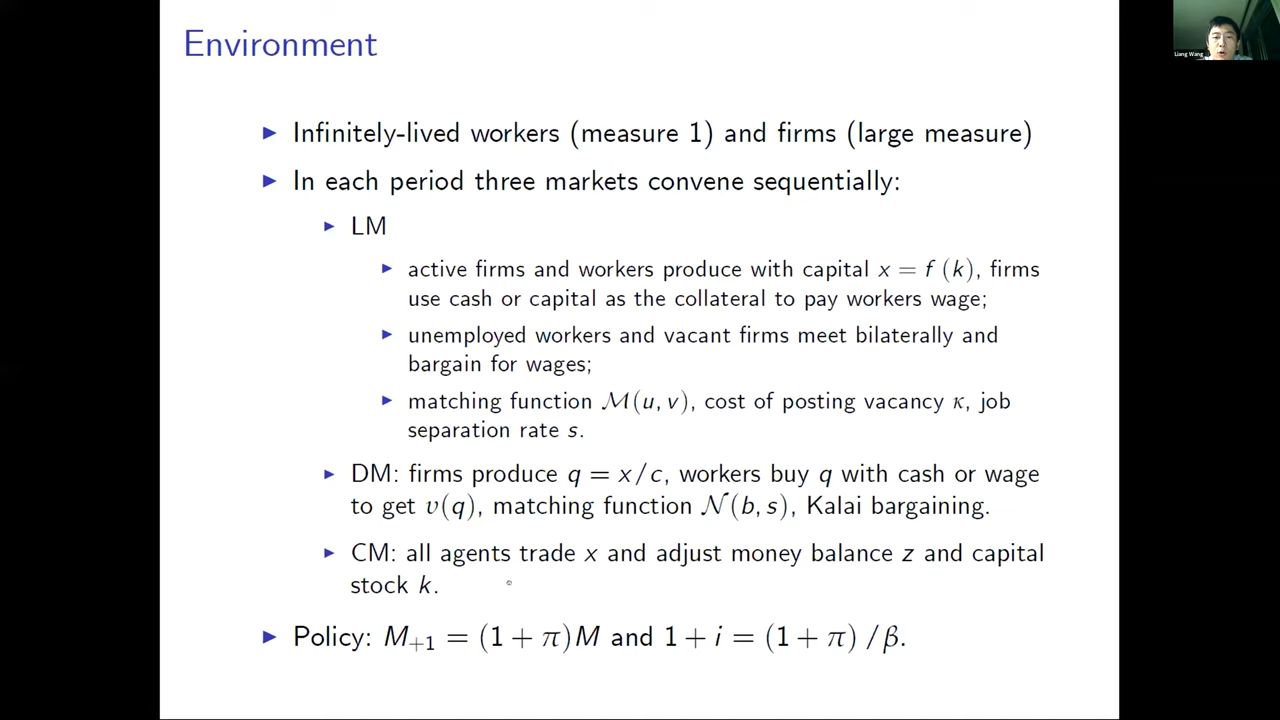 Environment
Liang Wang
▶ Infinitely-lived workers (measure 1) and firms (large measure)
▶ In each period three markets convene sequentially:
▶ LM
▶ active firms and workers produce with capital x = f (k), firms
use cash or capital as the collateral to pay workers wage;
▶ unemployed workers and vacant firms meet bilaterally and
bargain for wages;
▶ matching function ℳ(u, v), cost of posting vacancy κ, job
separation rate s.
▶ DM: firms produce q = x/c, workers buy q with cash or wage
to get υ(q), matching function 𝒩(b, s), Kalai bargaining.
▶ CM: all agents trade x and adjust money balance z and capital
stock k.
▶ Policy: M₊₁ = (1 + π)M and 1 + i = (1 + π) /β.